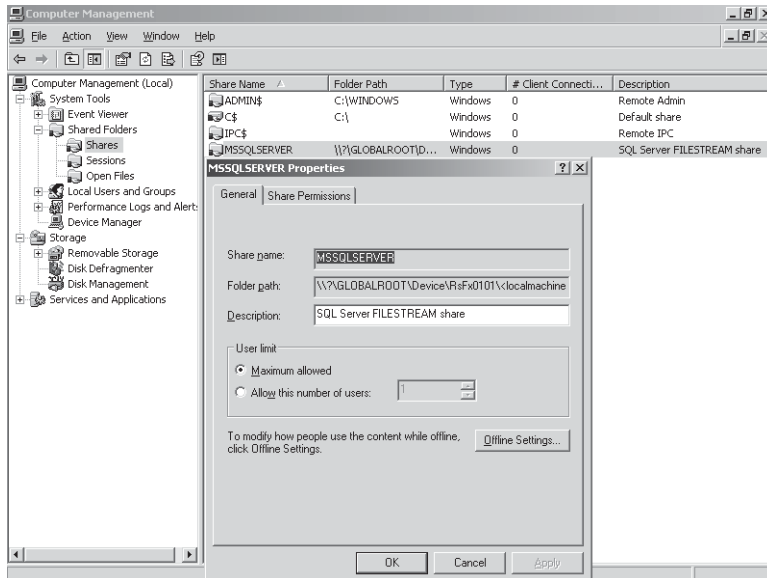 Computer Management
File Action View Window Help
Computer Management (Local)
System Tools
Event Viewer
Shared Folders
Shares
Sessions
Open Files
Local Users and Groups
Performance Logs and Alert
Device Manager
Storage
Removable Storage
Disk Defragmenter
Disk Management
Services and Applications
Share Name Folder Path Type # Client Connecti... Description
ADMIN$ C:\WINDOWS Windows 0 Remote Admin
C$ C:\ Windows 0 Default share
IPC$ Windows 0 Remote IPC
MSSQLSERVER \\?\GLOBALROOT\D... Windows 0 SQL Server FILESTREAM share
MSSQLSERVER Properties
General Share Permissions
Share name: MSSQLSERVER
Folder path: \\?\GLOBALROOT\Device\RsFx0101\<localmachine
Description: SQL Server FILESTREAM share
User limit
Maximum allowed
Allow this number of users: 1
To modify how people use the content while offline,
click Offline Settings.
Offline Settings...
OK Cancel Apply